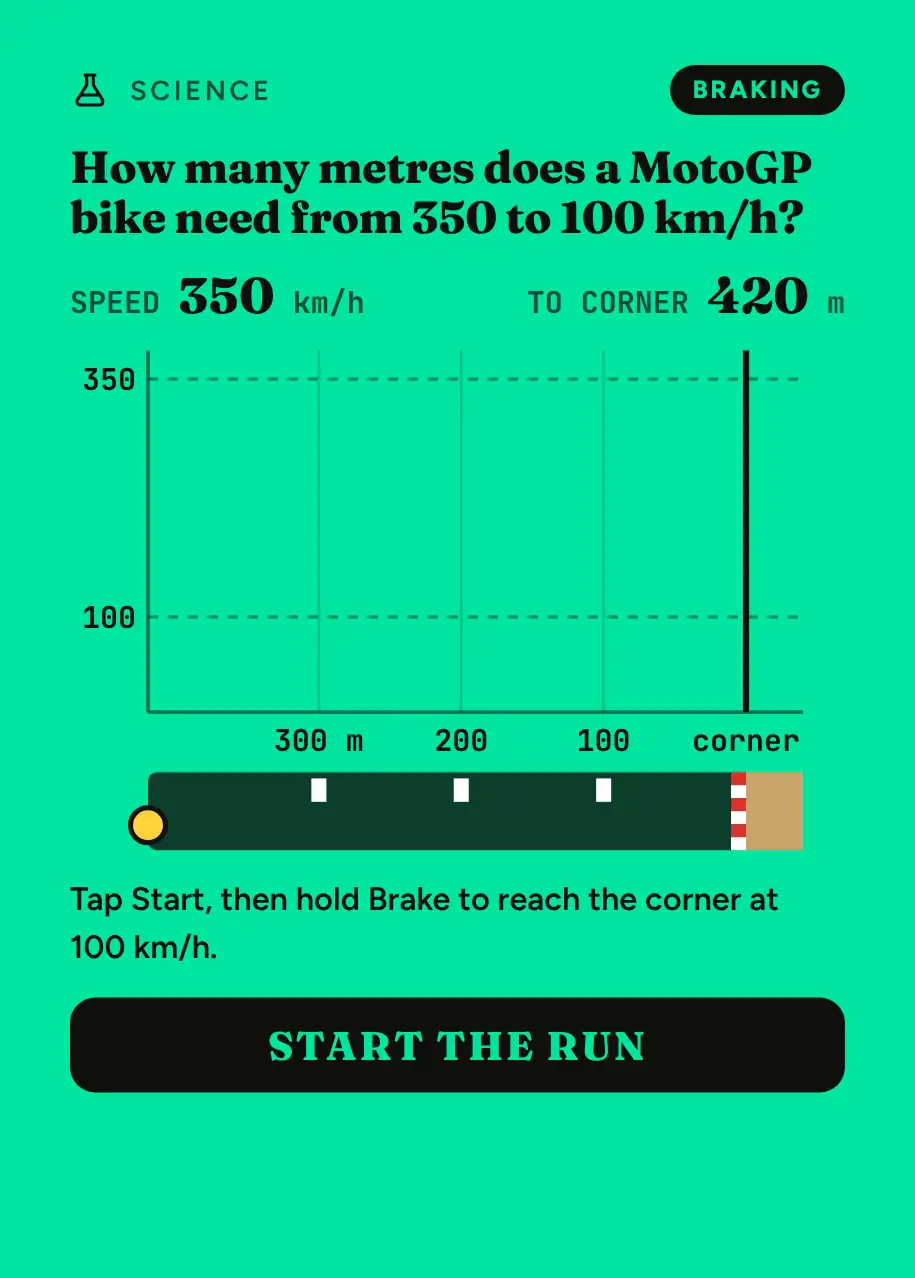 SCIENCE
BRAKING
How many metres does a MotoGP
bike need from 350 to 100 km/h?
SPEED 350 km/h
TO CORNER 420 m
350
100
300 m 200 100 corner
Tap Start, then hold Brake to reach the corner at
100 km/h.
START THE RUN